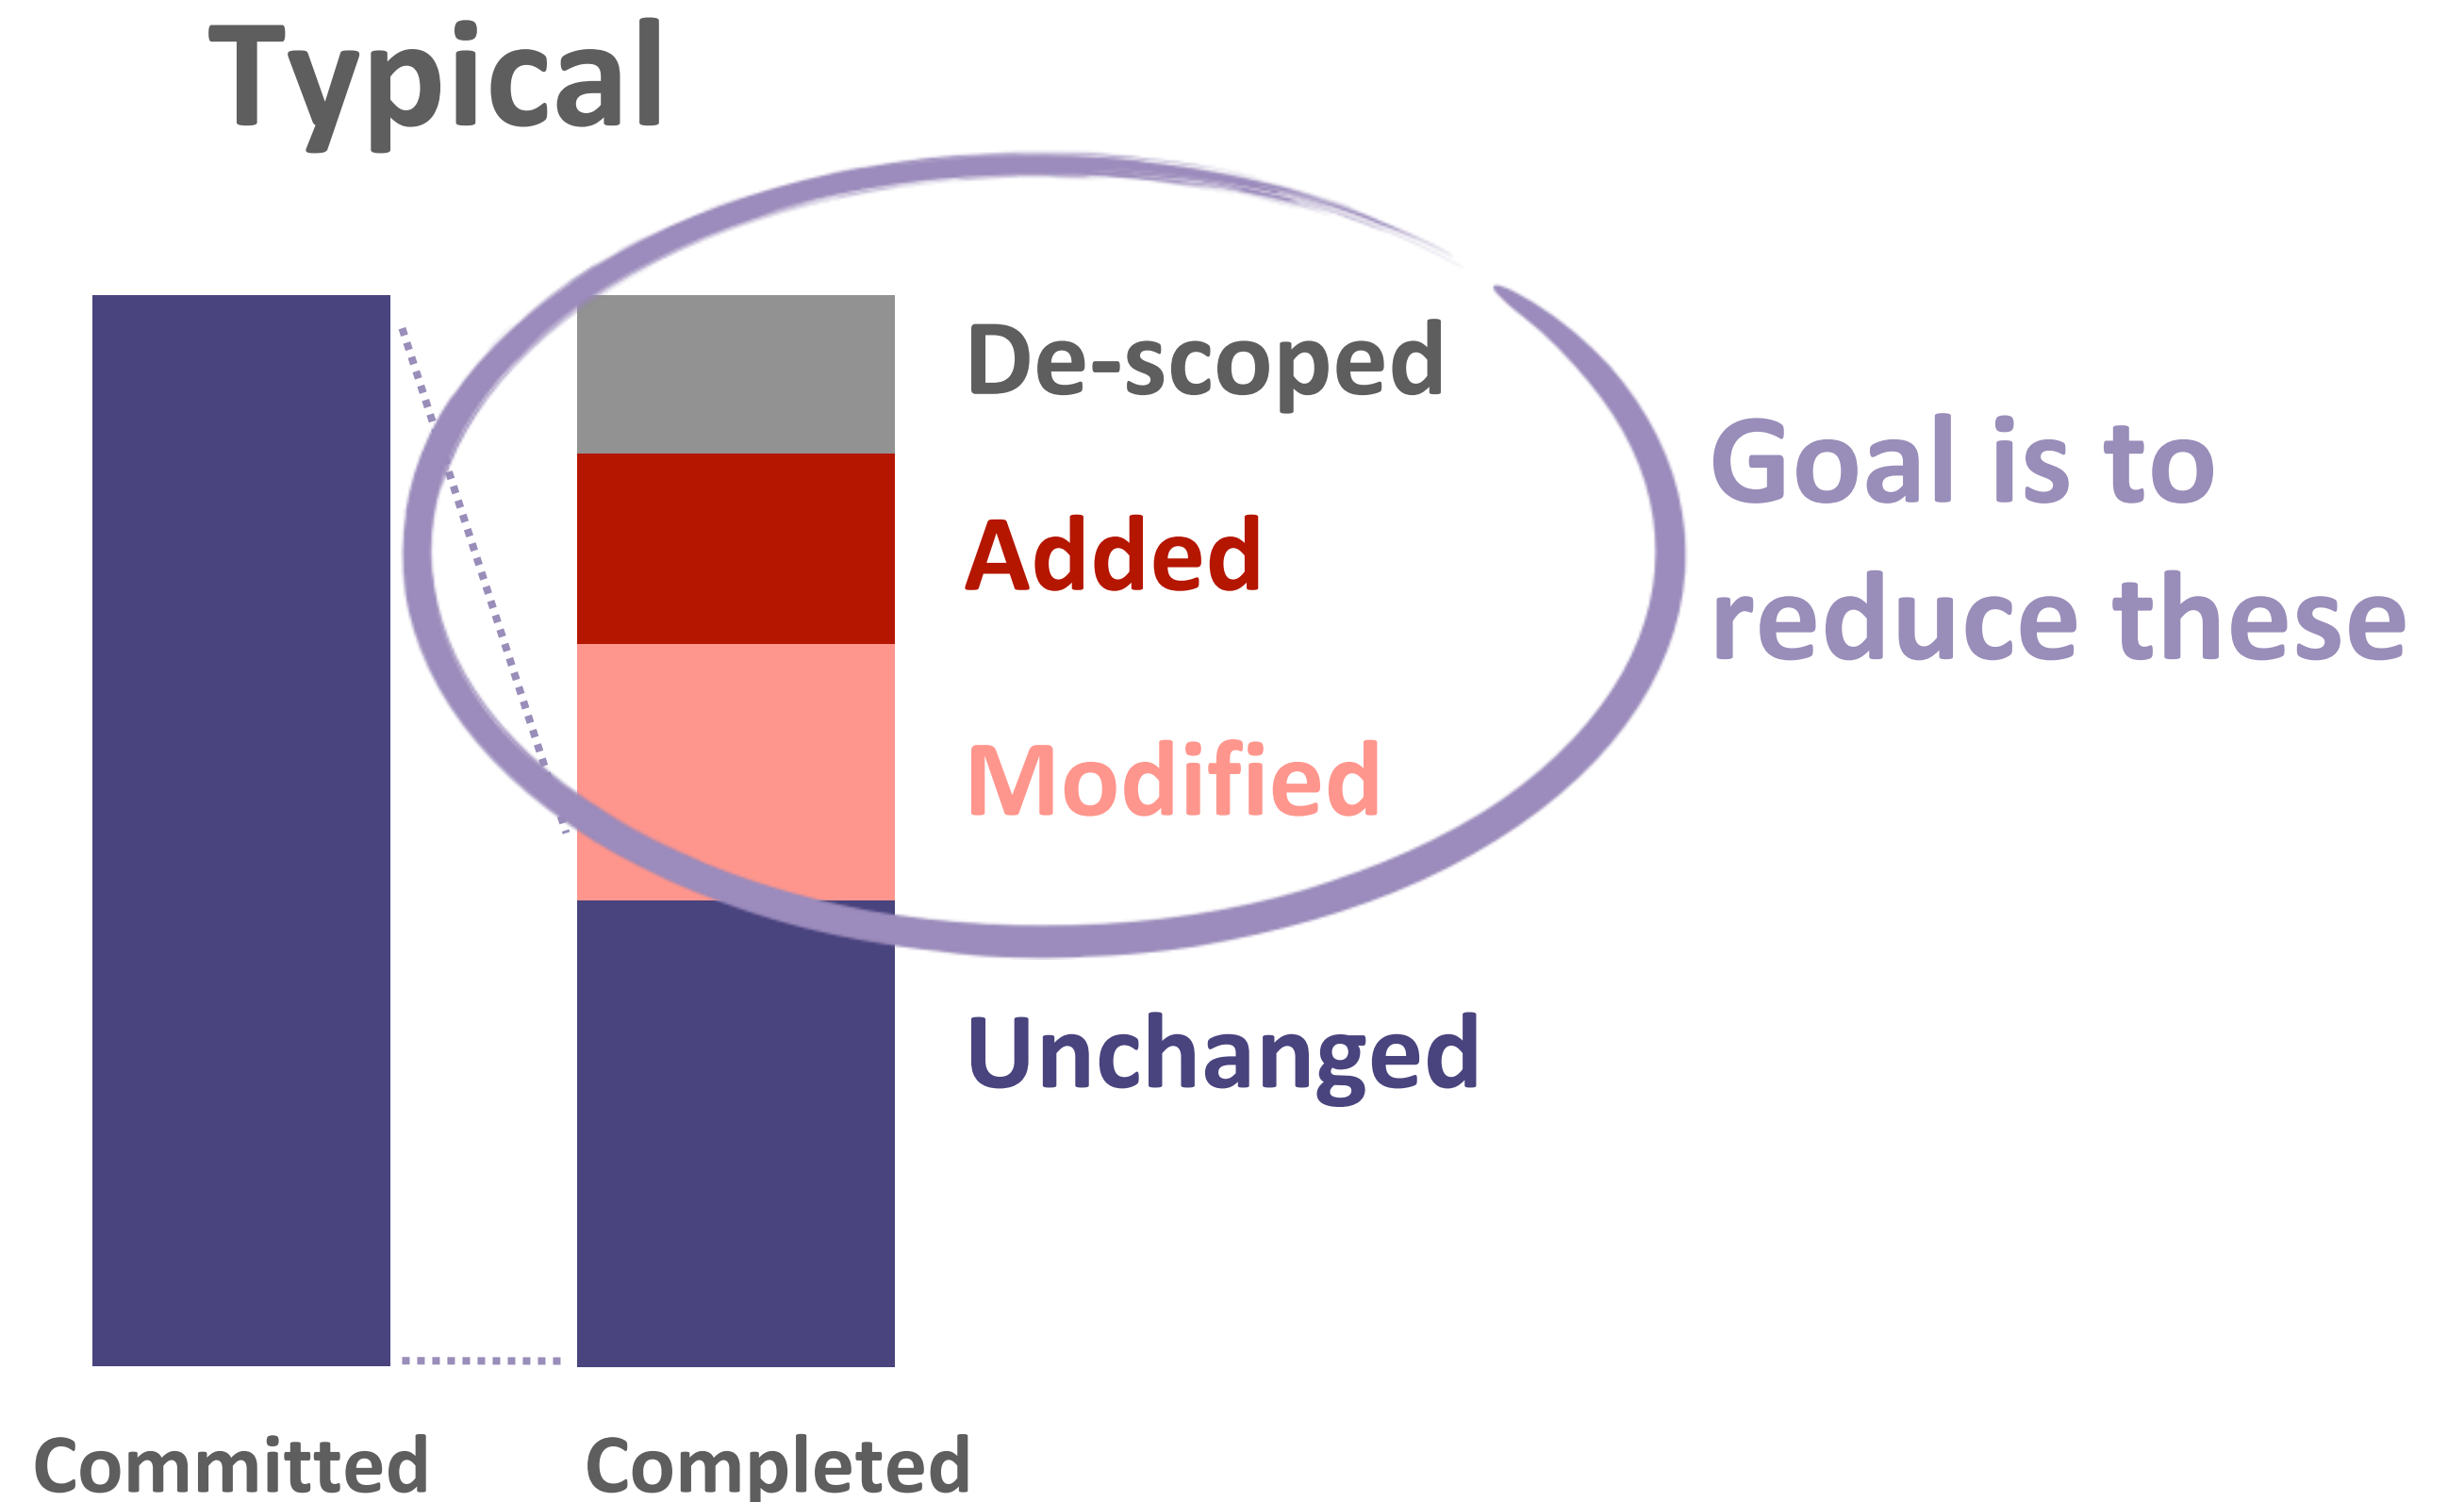 Typical
De-scoped
Added
Modified
Unchanged
Goal is to
reduce these
Committed
Completed